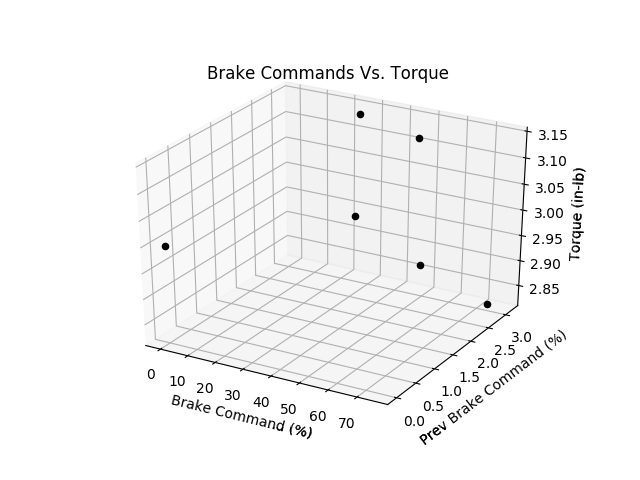 Brake Commands Vs. Torque
3.15
3.10
3.05
3.00
2.95
2.90
2.85
Torque (in-lb)
0 10 20 30 40 50 60 70
Brake Command (%)
0.0 0.5 1.0 1.5 2.0 2.5 3.0
Prev Brake Command (%)